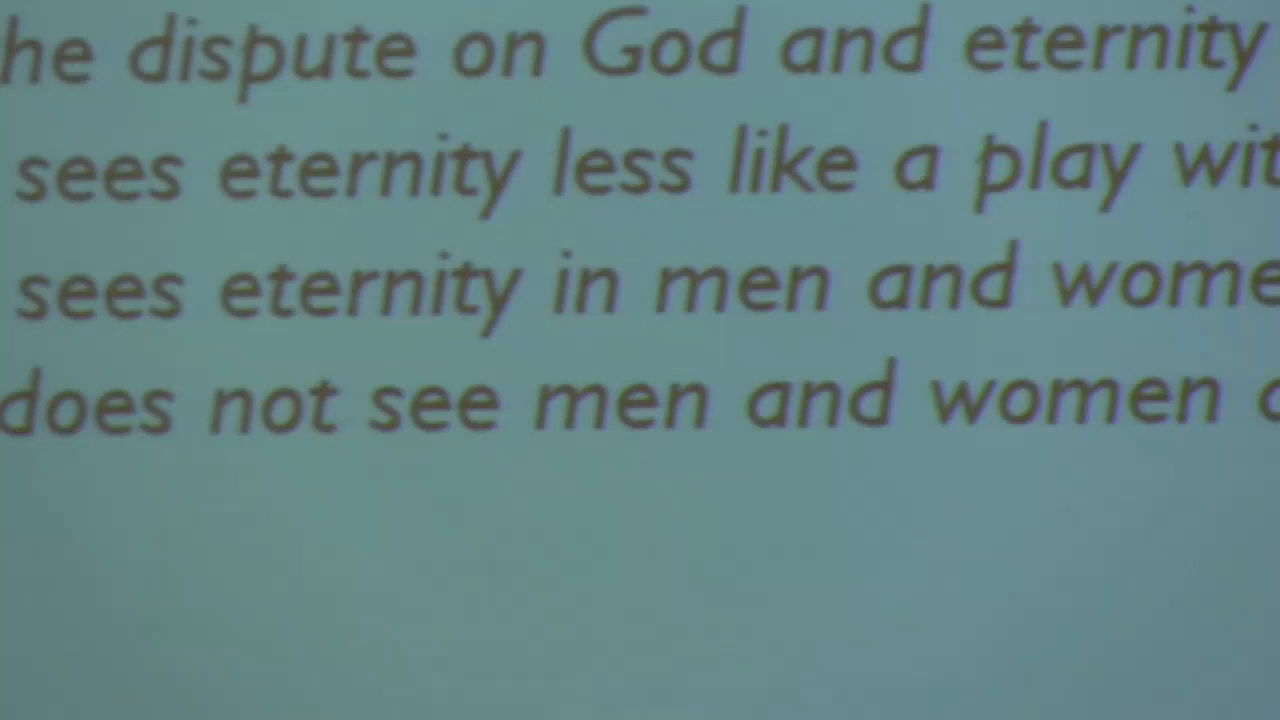 he dispute on God and eternity
sees eternity less like a play wit
sees eternity in men and wome
does not see men and women